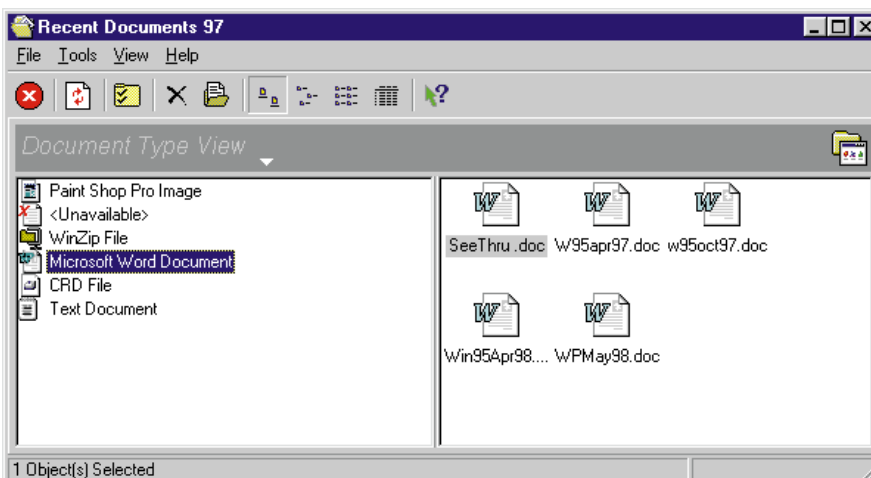 Recent Documents 97
File Tools View Help
Document Type View
Paint Shop Pro Image
<Unavailable>
WinZip File
Microsoft Word Document
CRD File
Text Document
SeeThru .doc W95apr97.doc w95oct97.doc
Win95Apr98.... WPMay98.doc
1 Object(s) Selected